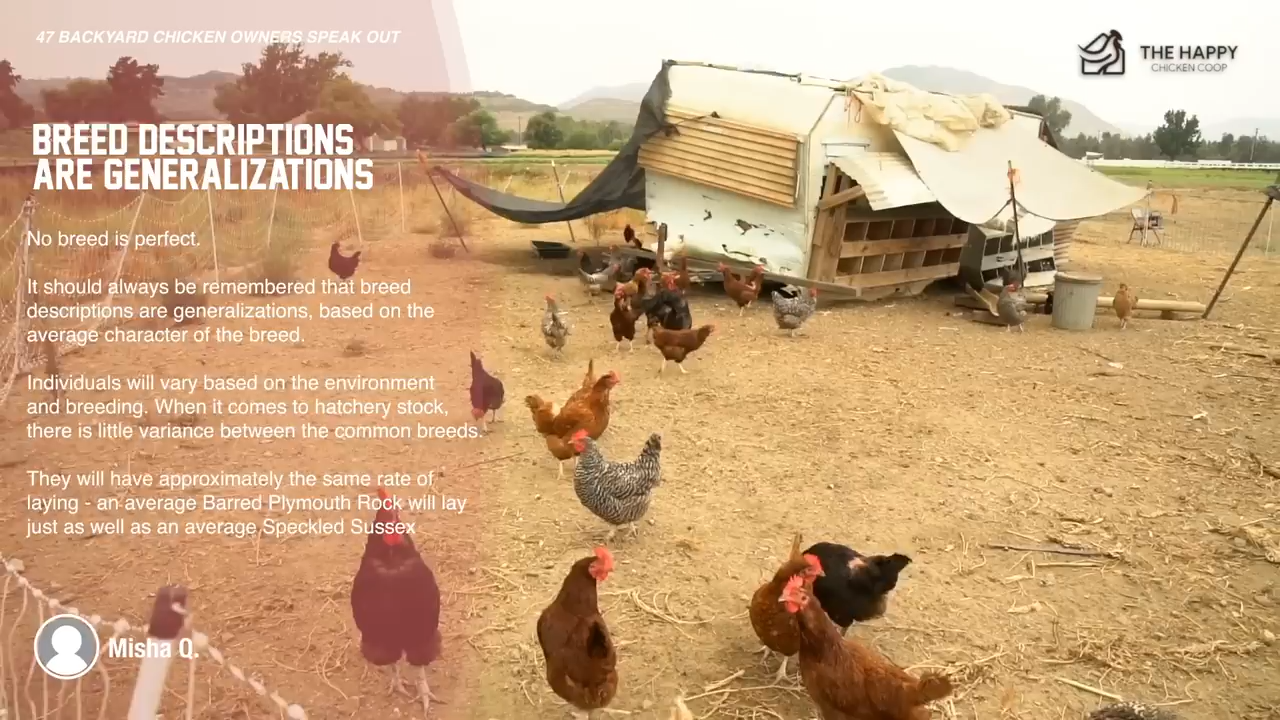 47 BACKYARD CHICKEN OWNERS SPEAK OUT
THE HAPPY
CHICKEN COOP
BREED DESCRIPTIONS
ARE GENERALIZATIONS
No breed is perfect.
It should always be remembered that breed
descriptions are generalizations, based on the
average character of the breed.
Individuals will vary based on the environment
and breeding. When it comes to hatchery stock,
there is little variance between the common breeds.
They will have approximately the same rate of
laying - an average Barred Plymouth Rock will lay
just as well as an average Speckled Sussex
Misha Q.